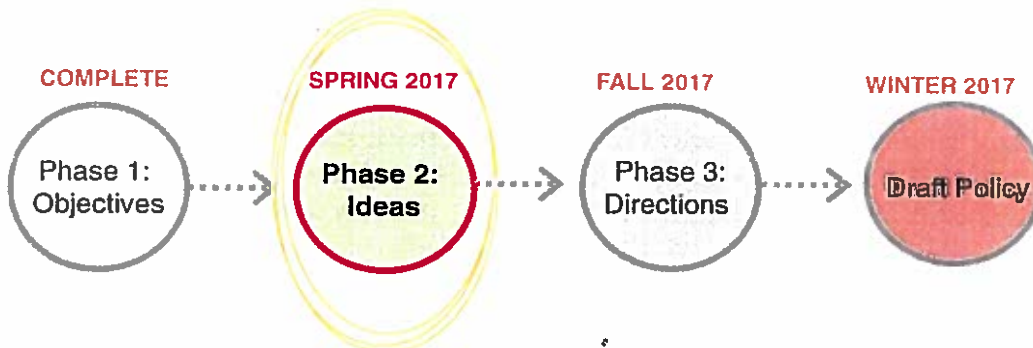 COMPLETE
SPRING 2017
FALL 2017
WINTER 2017
Phase 1:
Objectives
Phase 2:
Ideas
Phase 3:
Directions
Draft Policy